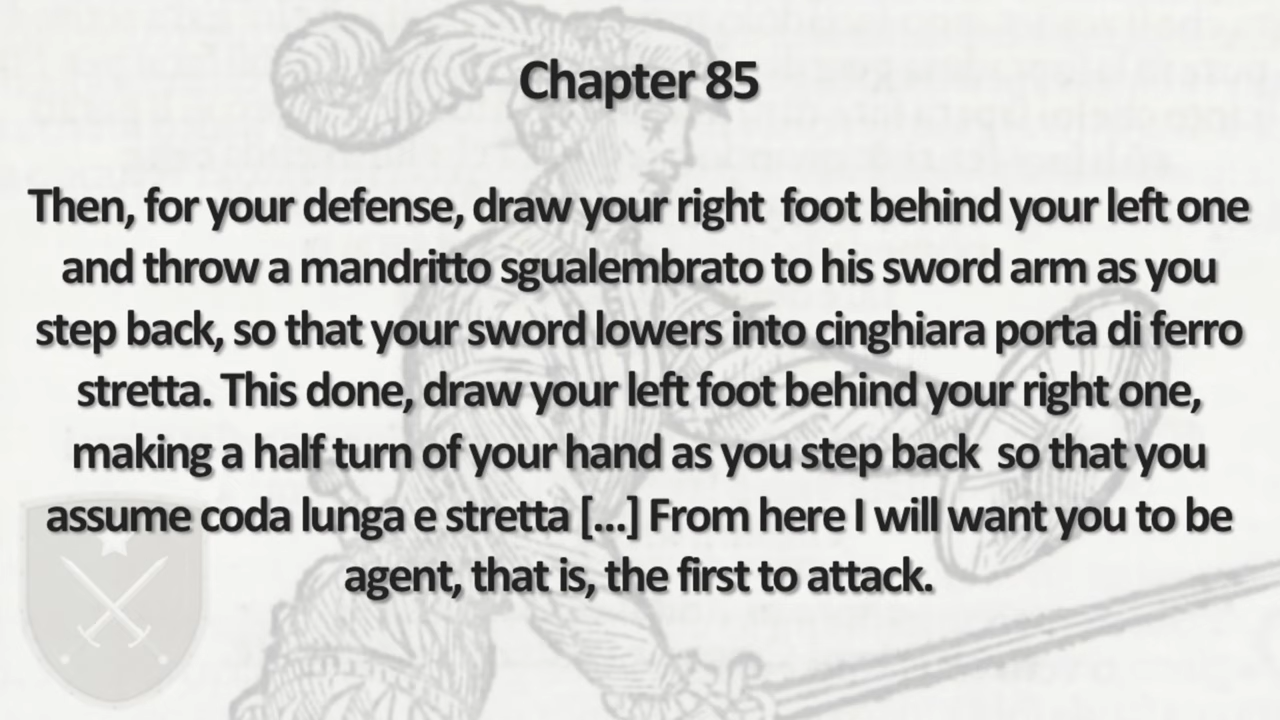 Chapter 85
Then, for your defense, draw your right  foot behind your left one
and throw a mandritto sgualembrato to his sword arm as you
step back, so that your sword lowers into cinghiara porta di ferro
stretta. This done, draw your left foot behind your right one,
making a half turn of your hand as you step back  so that you
assume coda lunga e stretta [...] From here I will want you to be
agent, that is, the first to attack.